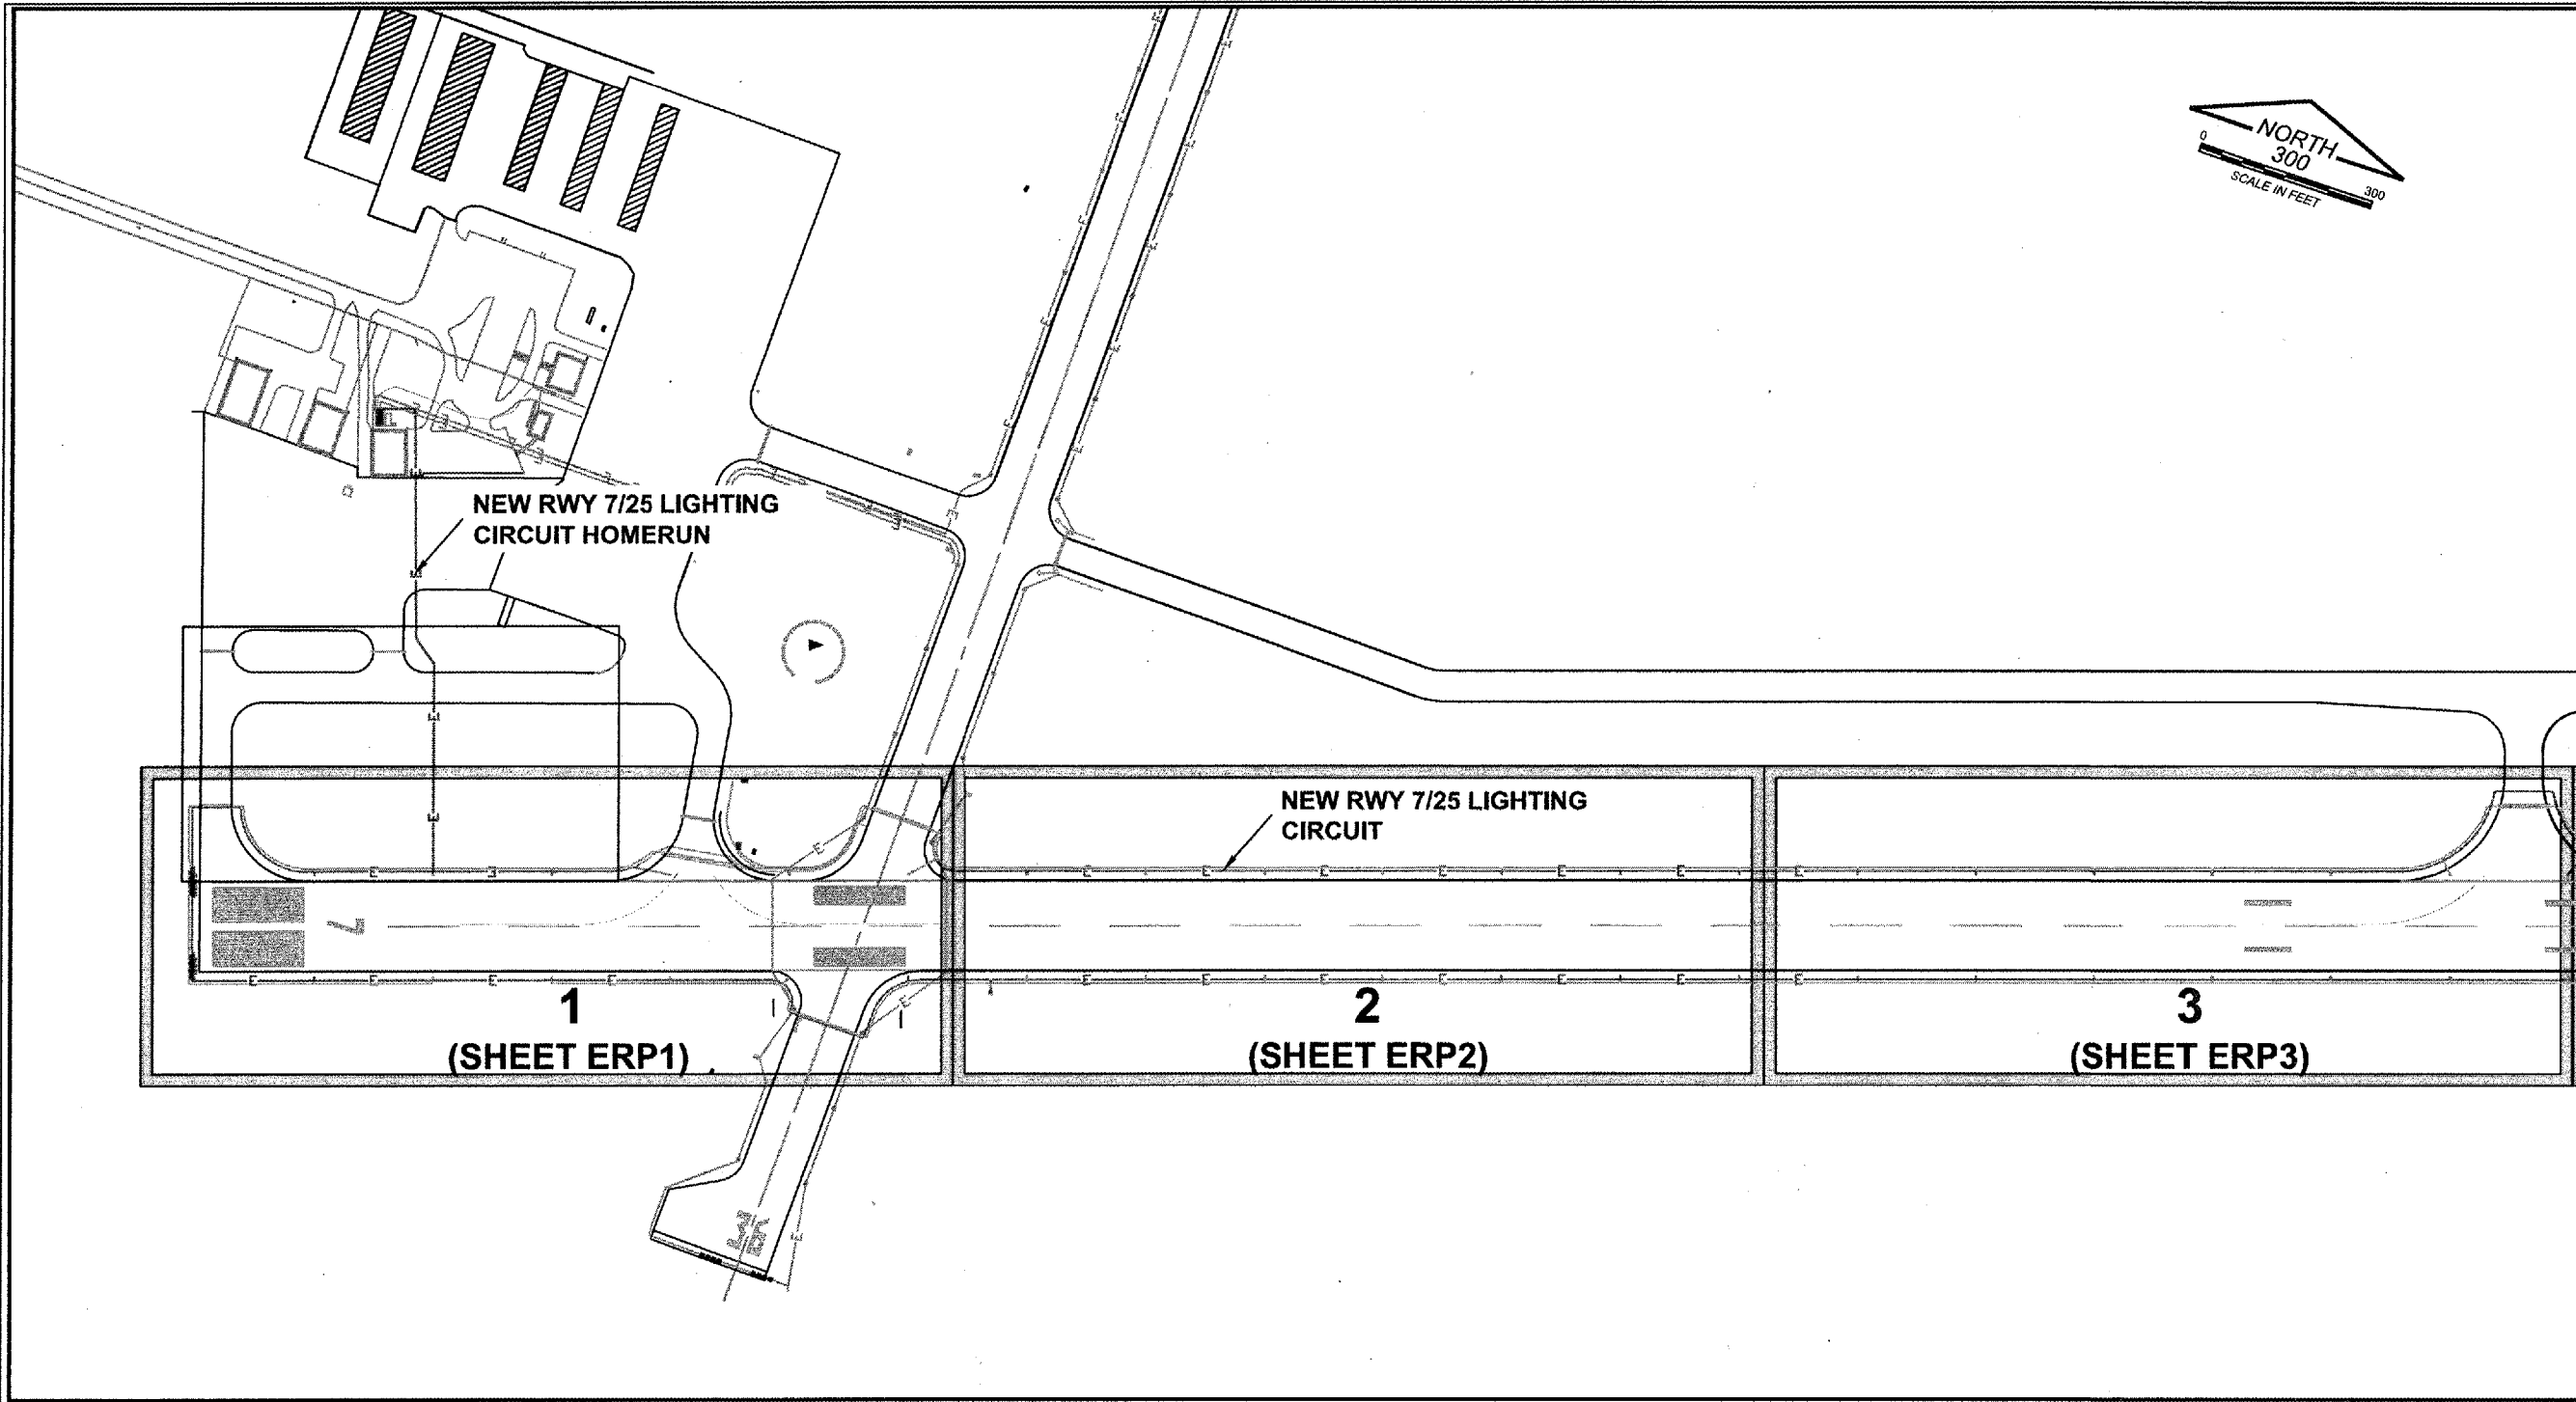 NORTH
0
300
300
SCALE IN FEET
NEW RWY 7/25 LIGHTING
CIRCUIT HOMERUN
NEW RWY 7/25 LIGHTING
CIRCUIT
7
1
(SHEET ERP1)
2
(SHEET ERP2)
3
(SHEET ERP3)